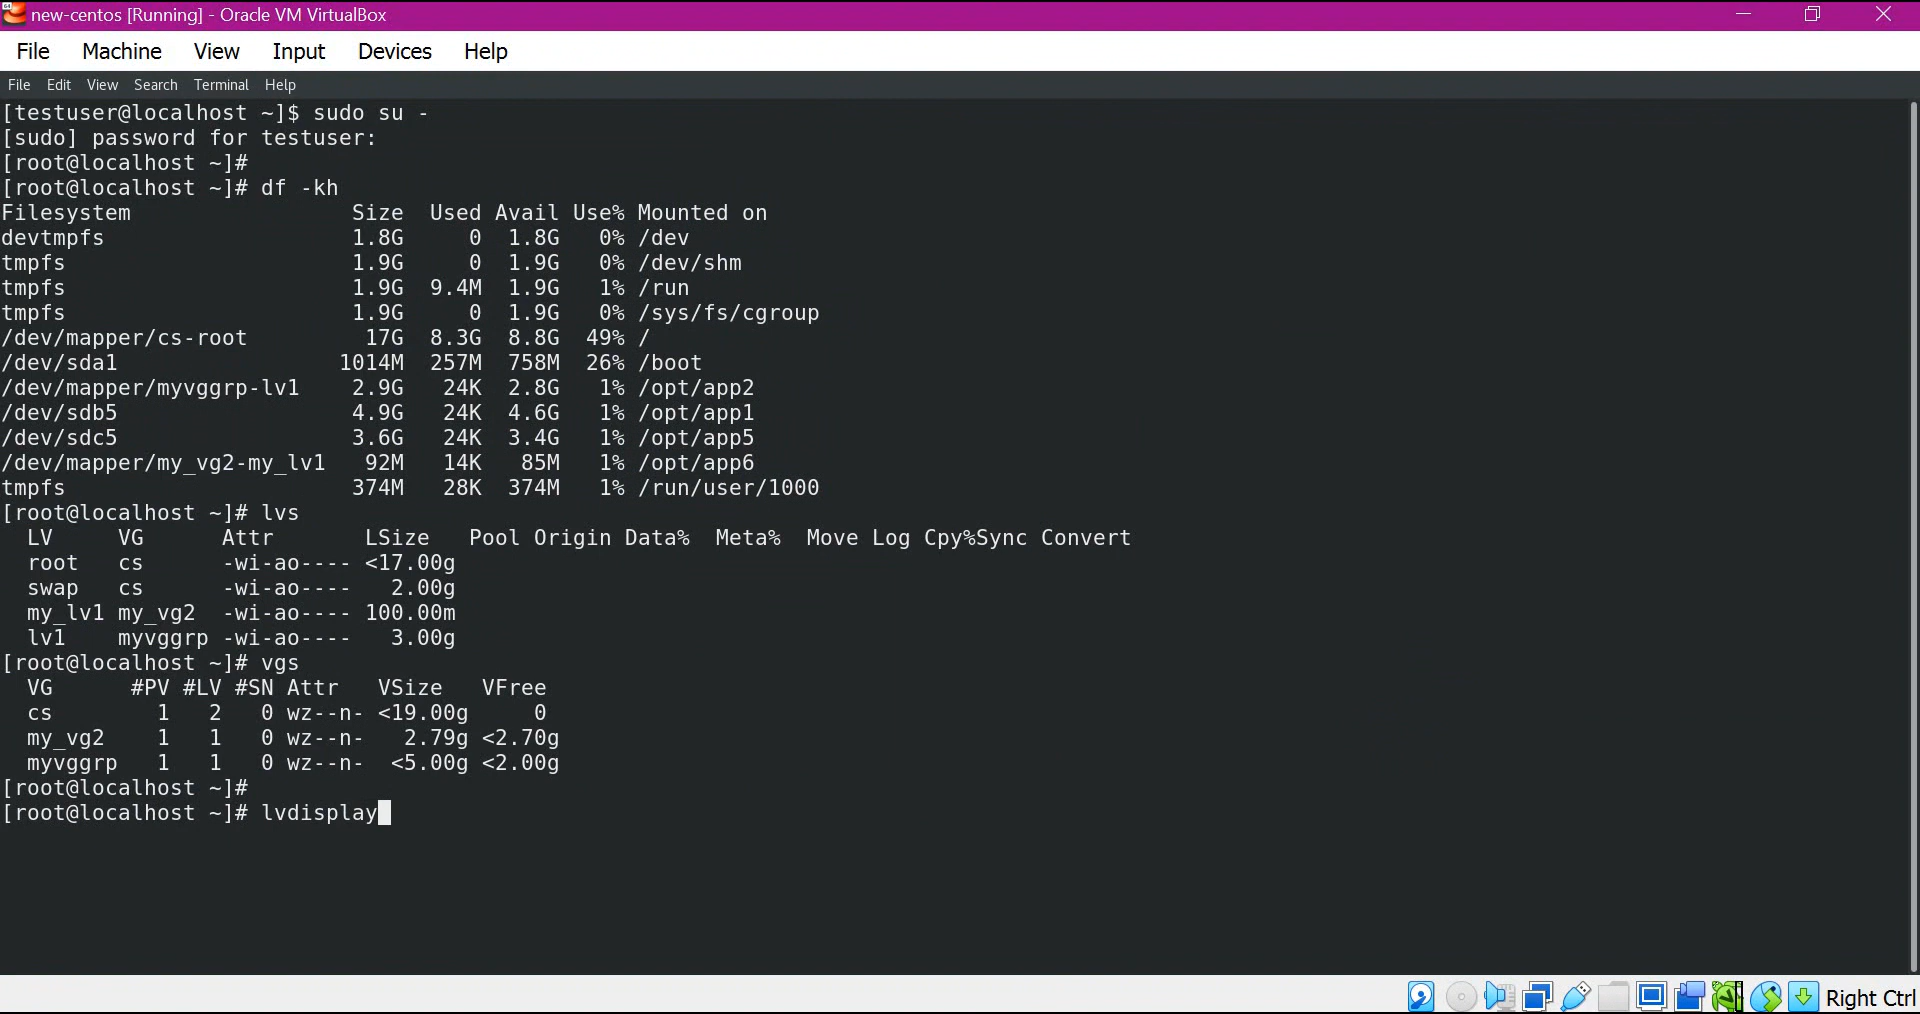 new-centos [Running] - Oracle VM VirtualBox
File Machine View Input Devices Help
File Edit View Search Terminal Help
[testuser@localhost ~]$ sudo su -
[sudo] password for testuser:
[root@localhost ~]#
[root@localhost ~]# df -kh
Filesystem                 Size  Used Avail Use% Mounted on
devtmpfs                   1.8G     0  1.8G   0% /dev
tmpfs                      1.9G     0  1.9G   0% /dev/shm
tmpfs                      1.9G  9.4M  1.9G   1% /run
tmpfs                      1.9G     0  1.9G   0% /sys/fs/cgroup
/dev/mapper/cs-root         17G  8.3G  8.8G  49% /
/dev/sda1                 1014M  257M  758M  26% /boot
/dev/mapper/myvggrp-lv1    2.9G   24K  2.8G   1% /opt/app2
/dev/sdb5                  4.9G   24K  4.6G   1% /opt/app1
/dev/sdc5                  3.6G   24K  3.4G   1% /opt/app5
/dev/mapper/my_vg2-my_lv1   92M   14K   85M   1% /opt/app6
tmpfs                      374M   28K  374M   1% /run/user/1000
[root@localhost ~]# lvs
  LV     VG      Attr       LSize   Pool Origin Data%  Meta%  Move Log Cpy%Sync Convert
  root   cs      -wi-ao---- <17.00g
  swap   cs      -wi-ao----   2.00g
  my_lv1 my_vg2  -wi-ao---- 100.00m
  lv1    myvggrp -wi-ao----   3.00g
[root@localhost ~]# vgs
  VG      #PV #LV #SN Attr   VSize   VFree
  cs        1   2   0 wz--n- <19.00g     0
  my_vg2    1   1   0 wz--n-   2.79g <2.70g
  myvggrp   1   1   0 wz--n-  <5.00g <2.00g
[root@localhost ~]#
[root@localhost ~]# lvdisplay
Right Ctrl